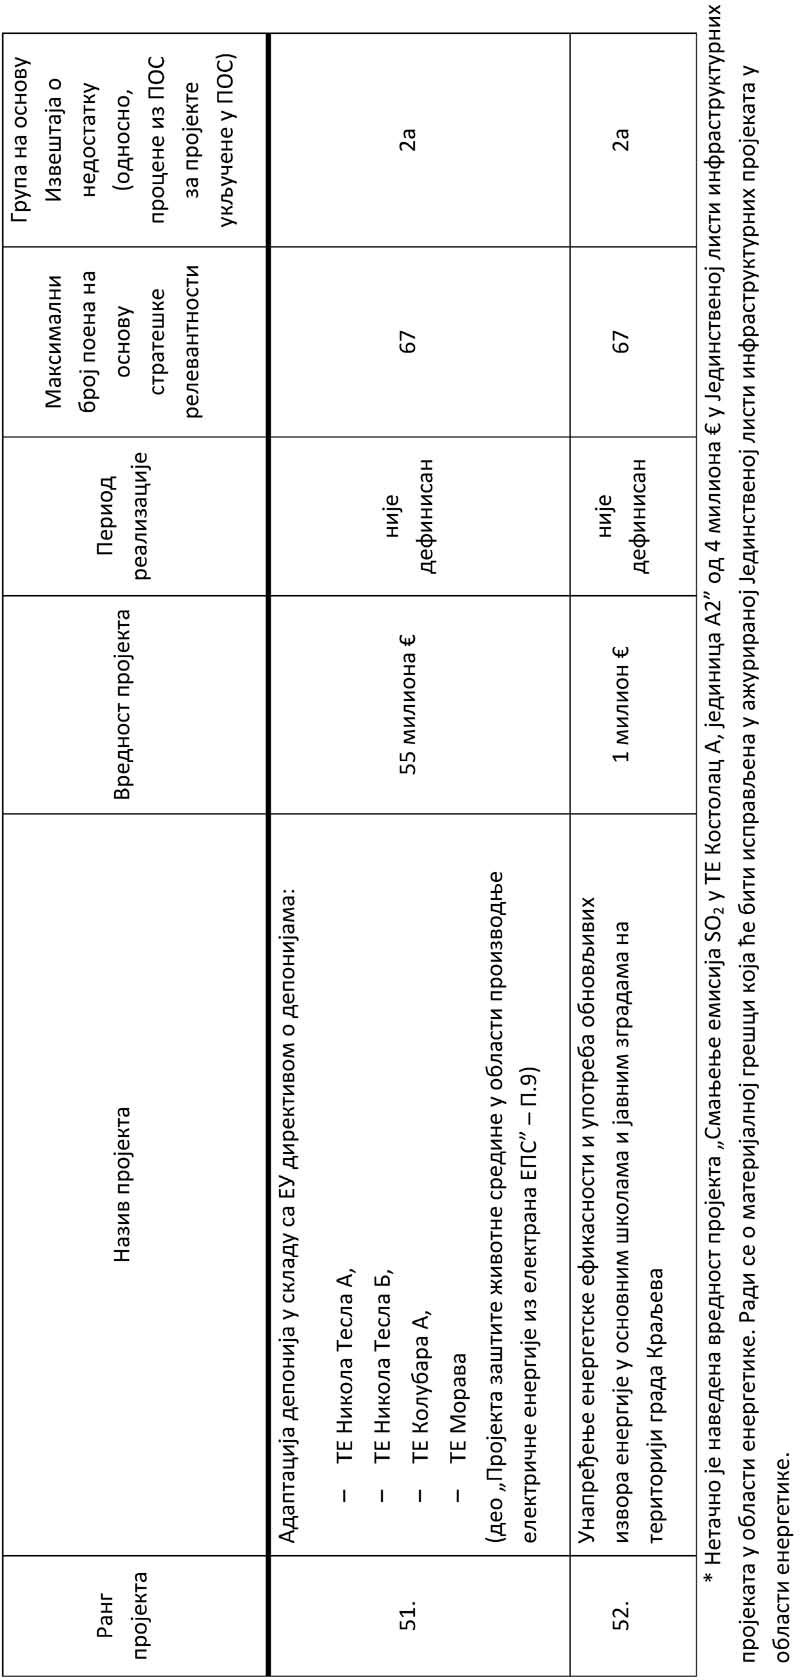 Ранг
пројекта
Назив пројекта
Вредност пројекта
Период
реализације
Максимални
број поена на
основу
стратешке
релевантности
Група на основу
Извештаја о
недостатку
(односно,
процене из ПОС
за пројекте
укључене у ПОС)
51.
Адаптација депонија у складу са ЕУ директивом о депонијама:
– ТЕ Никола Тесла А,
– ТЕ Никола Тесла Б,
– ТЕ Колубара А,
– ТЕ Морава
(део „Пројекта заштите животне средине у области производње
електричне енергије из електрана ЕПС” – П.9)
55 милиона €
није
дефинисан
67
2а
52.
Унапређење енергетске ефикасности и употреба обновљивих
извора енергије у основним школама и јавним зградама на
територији града Краљева
1 милион €
није
дефинисан
67
2а
* Нетачно је наведена вредност пројекта „Смањење емисија SO₂ у ТЕ Костолац А, јединица А2” од 4 милиона € у Јединственој листи инфраструктурних
пројеката у области енергетике. Ради се о материјалној грешци која ће бити исправљена у ажурираној Јединственој листи инфраструктурних пројеката у
области енергетике.